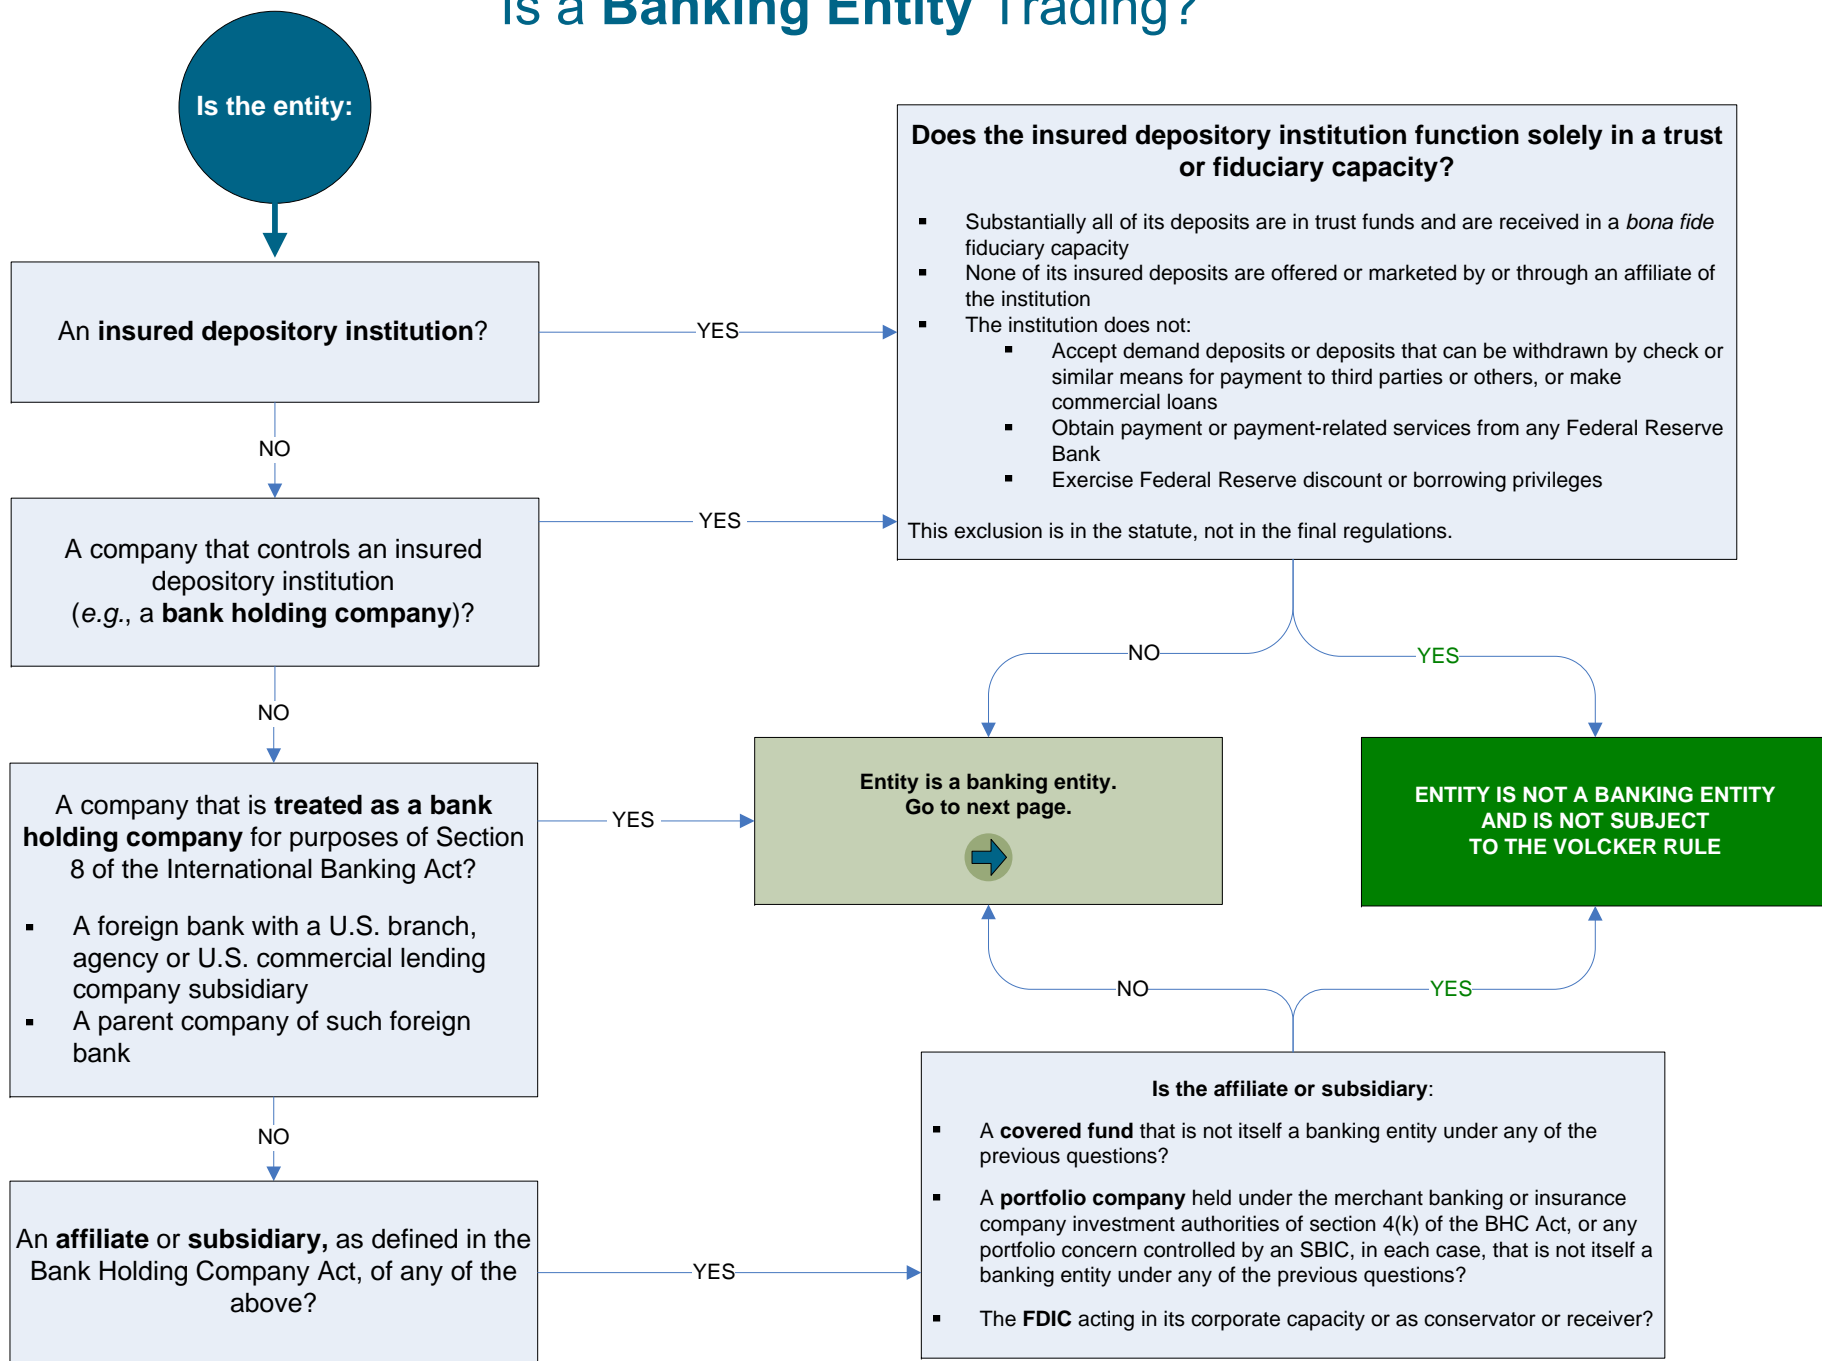 Is a Banking Entity Trading?
Is the entity:
An insured depository institution?
YES
NO
A company that controls an insured
depository institution
(e.g., a bank holding company)?
YES
NO
A company that is treated as a bank
holding company for purposes of Section
8 of the International Banking Act?
▪ A foreign bank with a U.S. branch,
agency or U.S. commercial lending
company subsidiary
▪ A parent company of such foreign
bank
YES
NO
An affiliate or subsidiary, as defined in the
Bank Holding Company Act, of any of the
above?
YES
Does the insured depository institution function solely in a trust
or fiduciary capacity?
▪ Substantially all of its deposits are in trust funds and are received in a bona fide
fiduciary capacity
▪ None of its insured deposits are offered or marketed by or through an affiliate of
the institution
▪ The institution does not:
▪ Accept demand deposits or deposits that can be withdrawn by check or
similar means for payment to third parties or others, or make
commercial loans
▪ Obtain payment or payment-related services from any Federal Reserve
Bank
▪ Exercise Federal Reserve discount or borrowing privileges
This exclusion is in the statute, not in the final regulations.
NO
YES
Entity is a banking entity.
Go to next page.
ENTITY IS NOT A BANKING ENTITY
AND IS NOT SUBJECT
TO THE VOLCKER RULE
NO
YES
Is the affiliate or subsidiary:
▪ A covered fund that is not itself a banking entity under any of the
previous questions?
▪ A portfolio company held under the merchant banking or insurance
company investment authorities of section 4(k) of the BHC Act, or any
portfolio concern controlled by an SBIC, in each case, that is not itself a
banking entity under any of the previous questions?
▪ The FDIC acting in its corporate capacity or as conservator or receiver?